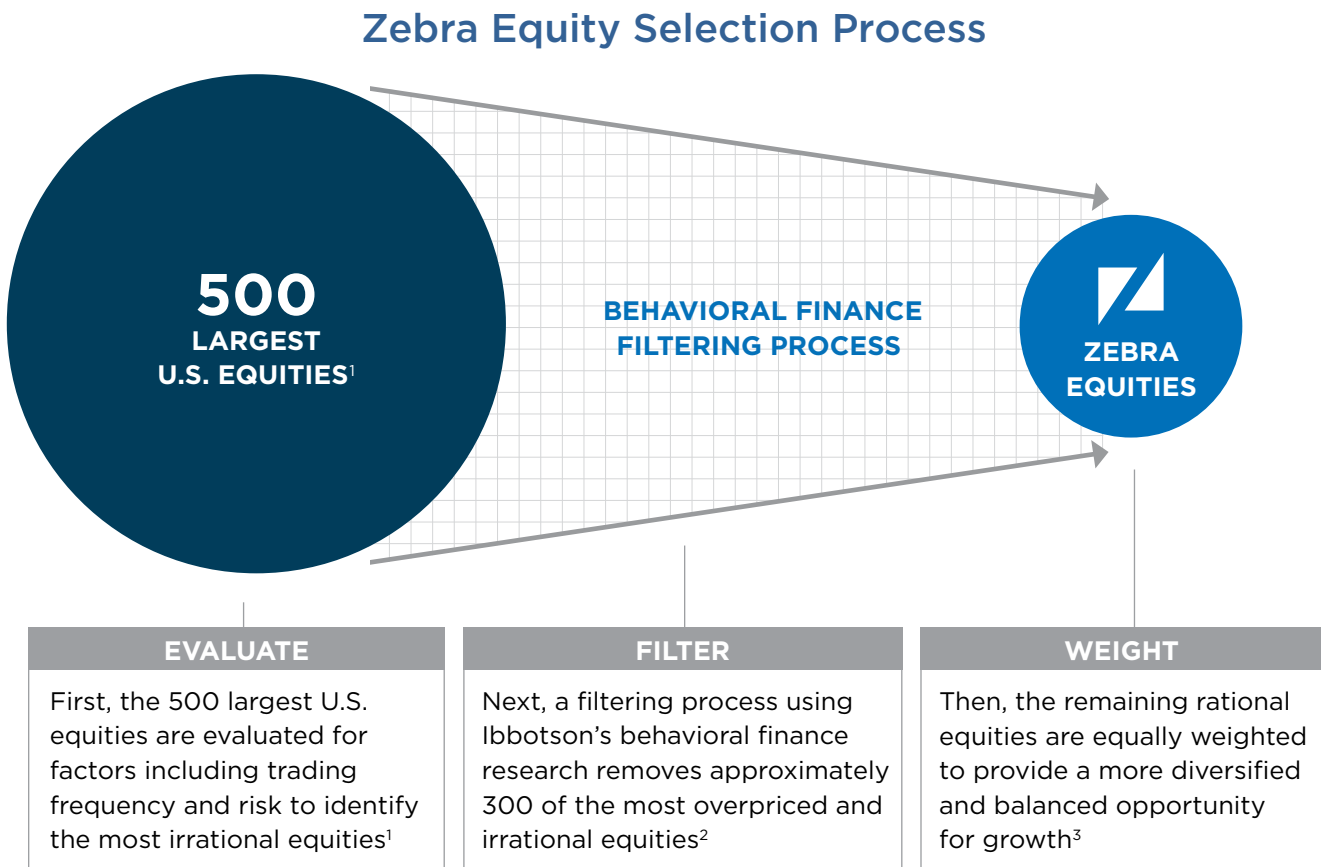 Zebra Equity Selection Process
500
LARGEST
U.S. EQUITIES¹
BEHAVIORAL FINANCE
FILTERING PROCESS
ZEBRA
EQUITIES
EVALUATE
First, the 500 largest U.S.
equities are evaluated for
factors including trading
frequency and risk to identify
the most irrational equities¹
FILTER
Next, a filtering process using
Ibbotson’s behavioral finance
research removes approximately
300 of the most overpriced and
irrational equities²
WEIGHT
Then, the remaining rational
equities are equally weighted
to provide a more diversified
and balanced opportunity
for growth³